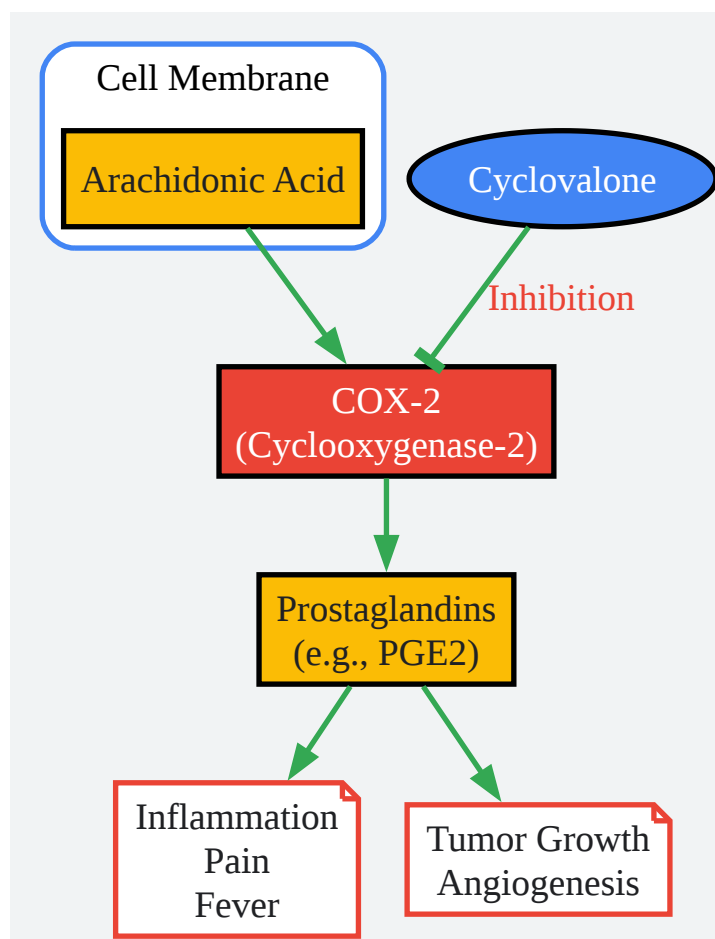 Cell Membrane
Arachidonic Acid
Cyclovalone
Inhibition
COX-2
(Cyclooxygenase-2)
Prostaglandins
(e.g., PGE2)
Inflammation
Pain
Fever
Tumor Growth
Angiogenesis